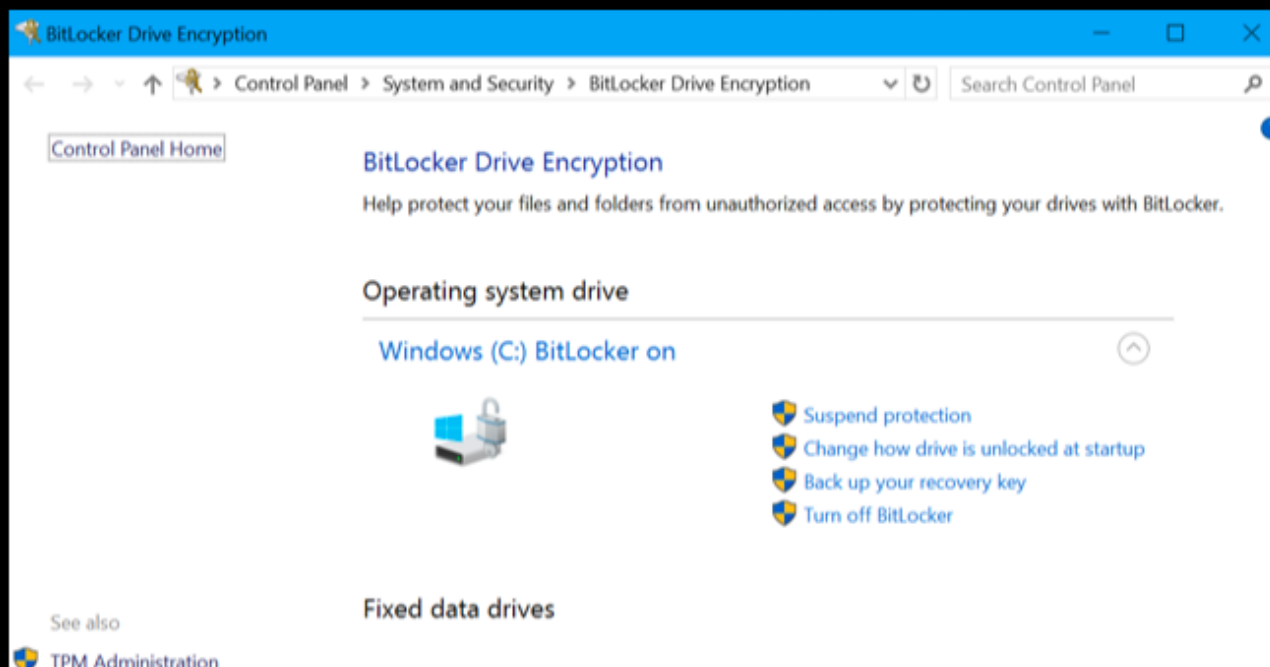 BitLocker Drive Encryption
Control Panel > System and Security > BitLocker Drive Encryption
Search Control Panel
Control Panel Home
BitLocker Drive Encryption
Help protect your files and folders from unauthorized access by protecting your drives with BitLocker.
Operating system drive
Windows (C:) BitLocker on
Suspend protection
Change how drive is unlocked at startup
Back up your recovery key
Turn off BitLocker
Fixed data drives
See also
TPM Administration